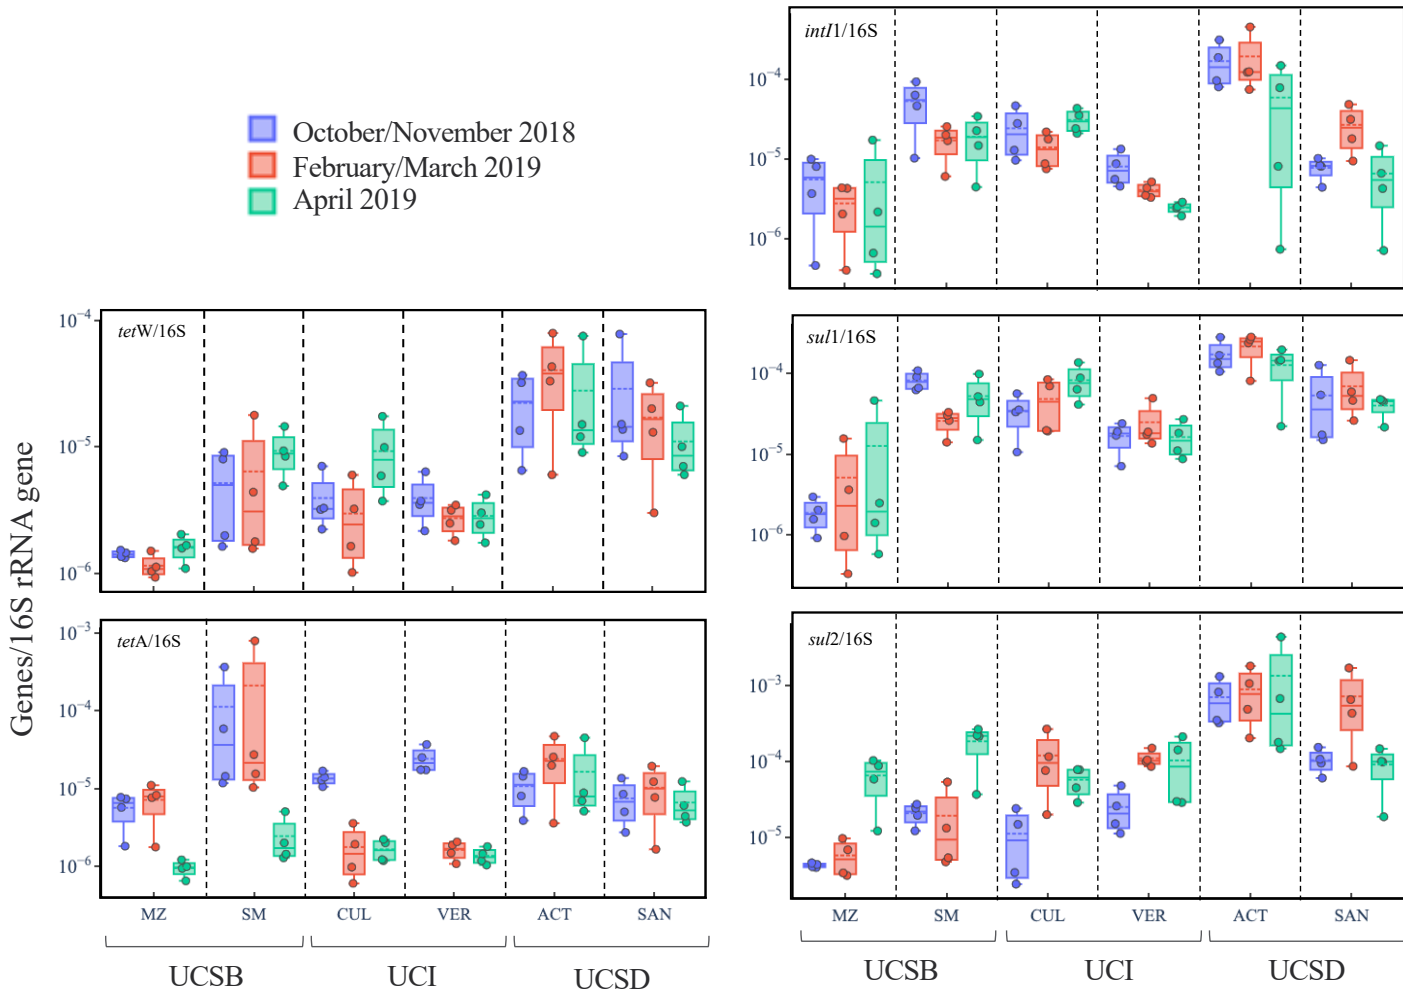 October/November 2018
February/March 2019
April 2019
Genes/16S rRNA gene
tetW/16S
10⁻⁴
10⁻⁵
10⁻⁶
tetA/16S
10⁻³
10⁻⁴
10⁻⁵
10⁻⁶
MZ SM CUL VER ACT SAN
UCSB UCI UCSD
intI1/16S
10⁻⁴
10⁻⁵
10⁻⁶
sul1/16S
10⁻⁴
10⁻⁵
10⁻⁶
sul2/16S
10⁻³
10⁻⁴
10⁻⁵
MZ SM CUL VER ACT SAN
UCSB UCI UCSD